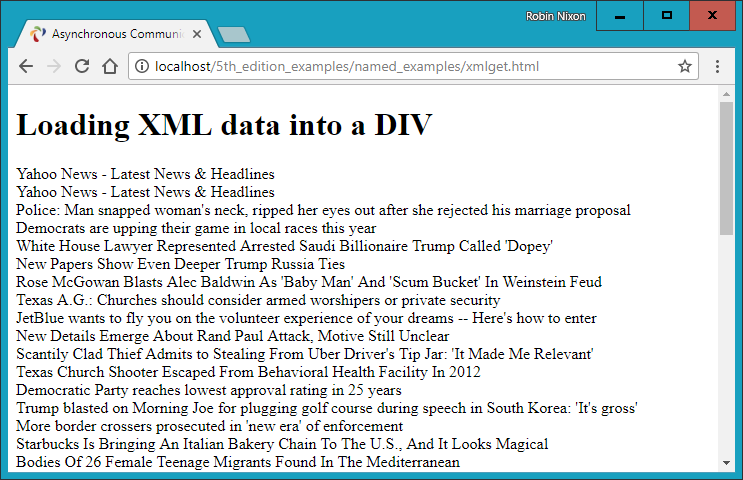 Robin Nixon
Asynchronous Communic
localhost/5th_edition_examples/named_examples/xmlget.html
Loading XML data into a DIV
Yahoo News - Latest News & Headlines
Yahoo News - Latest News & Headlines
Police: Man snapped woman's neck, ripped her eyes out after she rejected his marriage proposal
Democrats are upping their game in local races this year
White House Lawyer Represented Arrested Saudi Billionaire Trump Called 'Dopey'
New Papers Show Even Deeper Trump Russia Ties
Rose McGowan Blasts Alec Baldwin As 'Baby Man' And 'Scum Bucket' In Weinstein Feud
Texas A.G.: Churches should consider armed worshipers or private security
JetBlue wants to fly you on the volunteer experience of your dreams -- Here's how to enter
New Details Emerge About Rand Paul Attack, Motive Still Unclear
Scantily Clad Thief Admits to Stealing From Uber Driver's Tip Jar: 'It Made Me Relevant'
Texas Church Shooter Escaped From Behavioral Health Facility In 2012
Democratic Party reaches lowest approval rating in 25 years
Trump blasted on Morning Joe for plugging golf course during speech in South Korea: 'It's gross'
More border crossers prosecuted in 'new era' of enforcement
Starbucks Is Bringing An Italian Bakery Chain To The U.S., And It Looks Magical
Bodies Of 26 Female Teenage Migrants Found In The Mediterranean